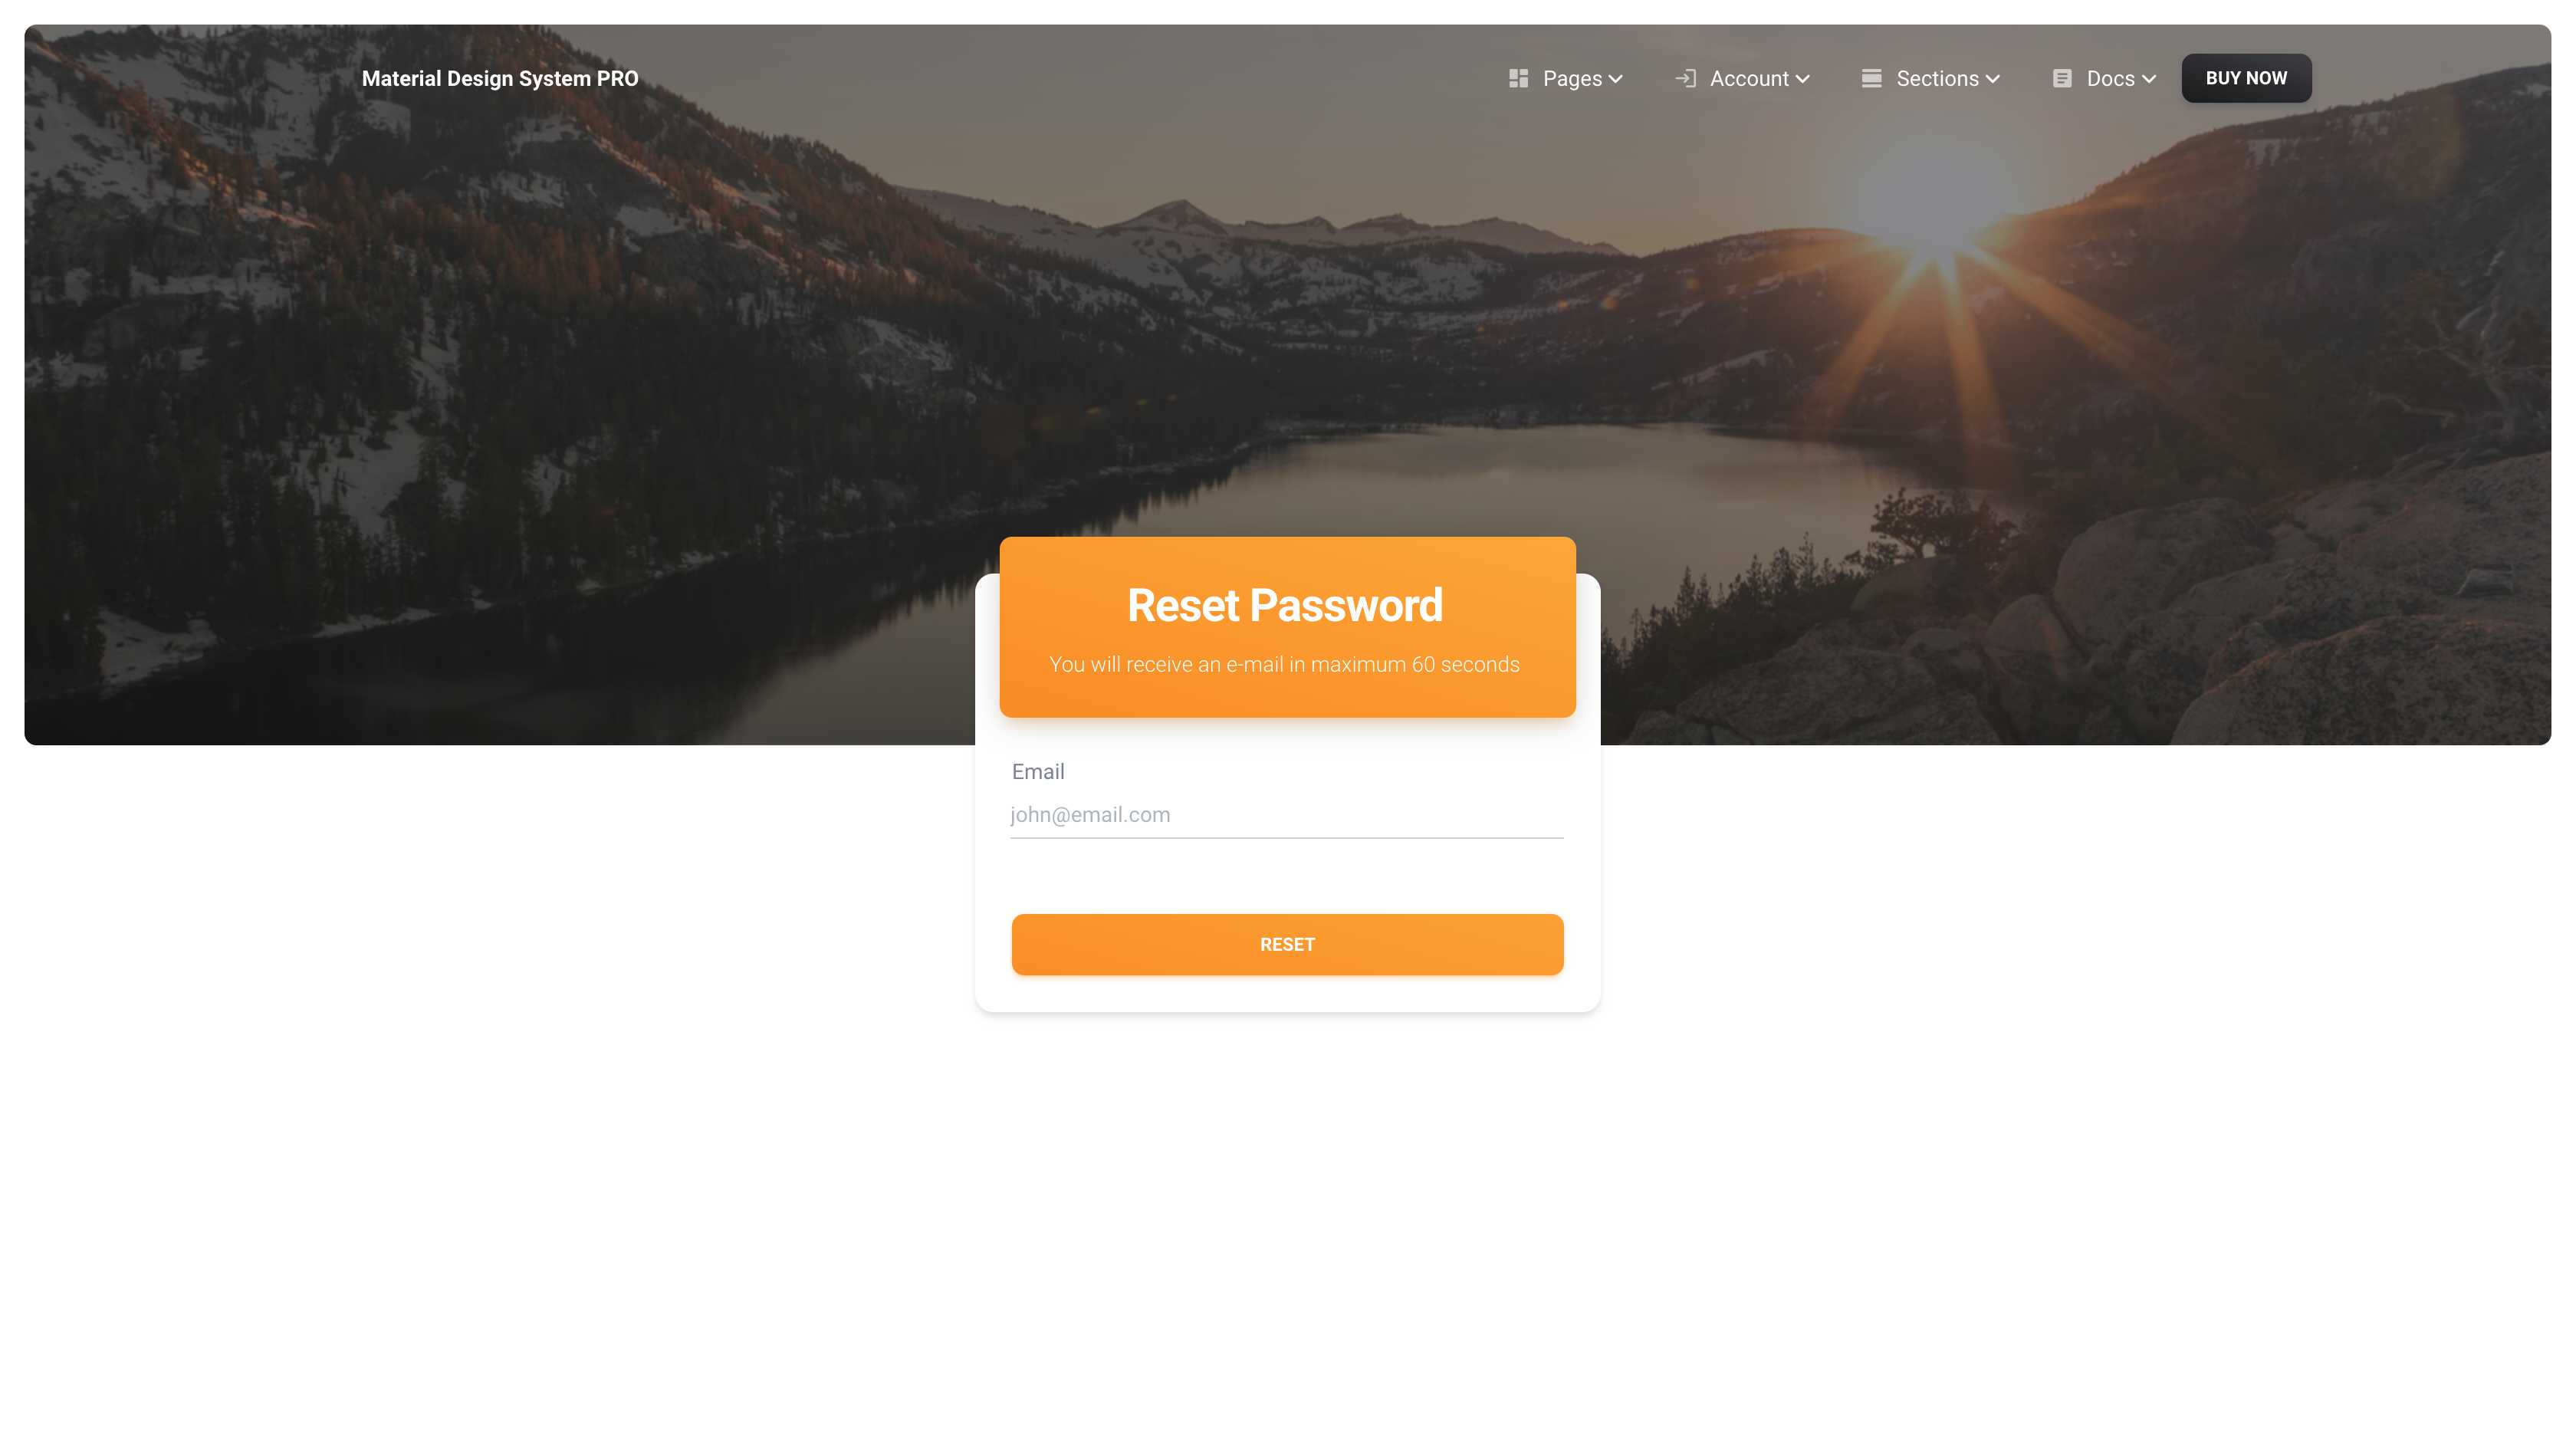 Material Design System PRO
Pages
Account
Sections
Docs
BUY NOW
Reset Password
You will receive an e-mail in maximum 60 seconds
Email
john@email.com
RESET